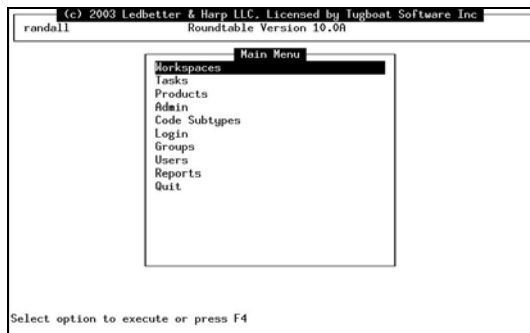 (c) 2003 Ledbetter & Harp LLC. Licensed by Tugboat Software Inc
randall Roundtable Version 10.0A
Main Menu
Workspaces
Tasks
Products
Admin
Code Subtypes
Login
Groups
Users
Reports
Quit
Select option to execute or press F4